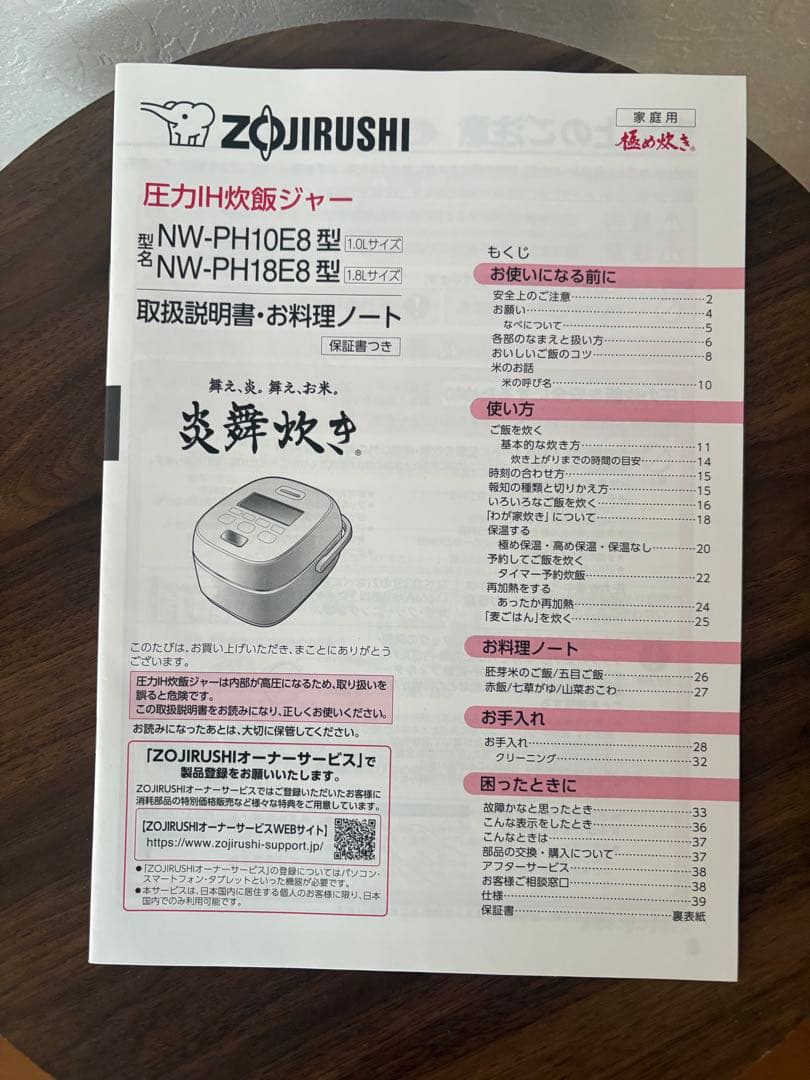 ZOJIRUSHI
家庭用
極め炊き®
圧力IH炊飯ジャー
型名 NW-PH10E8型 1.0Lサイズ
NW-PH18E8型 1.8Lサイズ
取扱説明書・お料理ノート
保証書つき
舞え、炎。舞え、お米。
炎舞炊き®
このたびは、お買い上げいただき、まことにありがとう
ございます。
圧力IH炊飯ジャーは内部が高圧になるため、取り扱いを
誤ると危険です。
この取扱説明書をお読みになり、正しくお使いください。
お読みになったあとは、大切に保管してください。
「ZOJIRUSHIオーナーサービス」で
製品登録をお願いいたします。
ZOJIRUSHIオーナーサービスではご登録いただいたお客様に
消耗部品の特別価格販売など様々な特典をご用意しています。
【ZOJIRUSHIオーナーサービスWEBサイト】
https://www.zojirushi-support.jp/
●「ZOJIRUSHIオーナーサービス」の登録についてはパソコン・
スマートフォン・タブレットといった機器が必要です。
●本サービスは、日本国内に居住する個人のお客様に限り、日本
国内でのみ利用可能です。
もくじ
お使いになる前に
安全上のご注意……2
お願い……4
なべについて……5
各部のなまえと扱い方……6
おいしいご飯のコツ……8
米のお話
米の呼び名……10
使い方
ご飯を炊く
基本的な炊き方……11
炊き上がりまでの時間の目安……14
時刻の合わせ方……15
報知の種類と切りかえ方……15
いろいろなご飯を炊く……16
「わが家炊き」について……18
保温する
極め保温・高め保温・保温なし……20
予約してご飯を炊く
タイマー予約炊飯……22
再加熱をする
あったか再加熱……24
「麦ごはん」を炊く……25
お料理ノート
胚芽米のご飯/五目ご飯……26
赤飯/七草がゆ/山菜おこわ……27
お手入れ
お手入れ……28
クリーニング……32
困ったときに
故障かなと思ったとき……33
こんな表示をしたとき……36
こんなときは……37
部品の交換・購入について……37
アフターサービス……38
お客様ご相談窓口……38
仕様……39
保証書……裏表紙